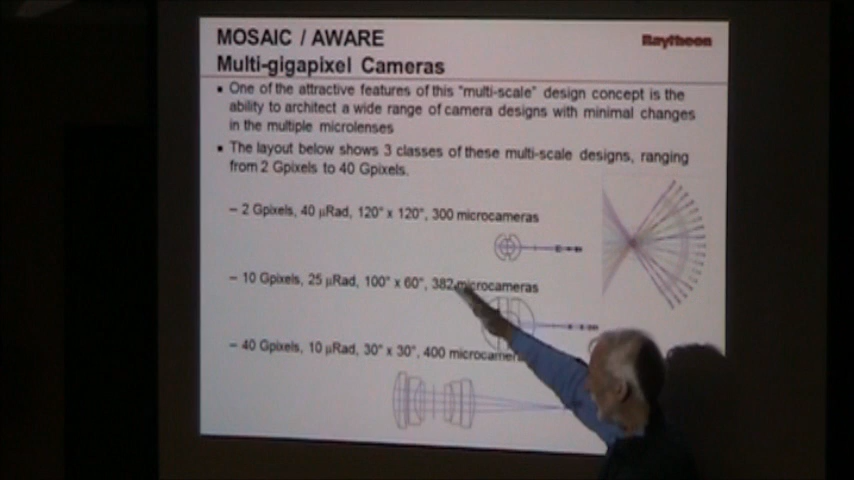 MOSAIC / AWARE
Raytheon
Multi-gigapixel Cameras
▪ One of the attractive features of this "multi-scale" design concept is the
ability to architect a wide range of camera designs with minimal changes
in the multiple microlenses
▪ The layout below shows 3 classes of these multi-scale designs, ranging
from 2 Gpixels to 40 Gpixels.
– 2 Gpixels, 40 μRad, 120° x 120°, 300 microcameras
– 10 Gpixels, 25 μRad, 100° x 60°, 382 microcameras
– 40 Gpixels, 10 μRad, 30° x 30°, 400 microcamer